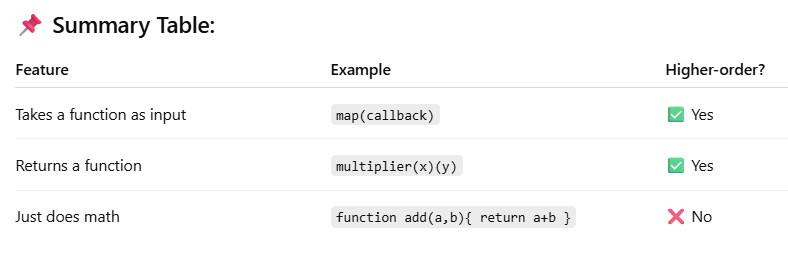 📌 Summary Table:
Feature Example Higher-order?
Takes a function as input map(callback) ✅ Yes
Returns a function multiplier(x)(y) ✅ Yes
Just does math function add(a,b){ return a+b } ❌ No